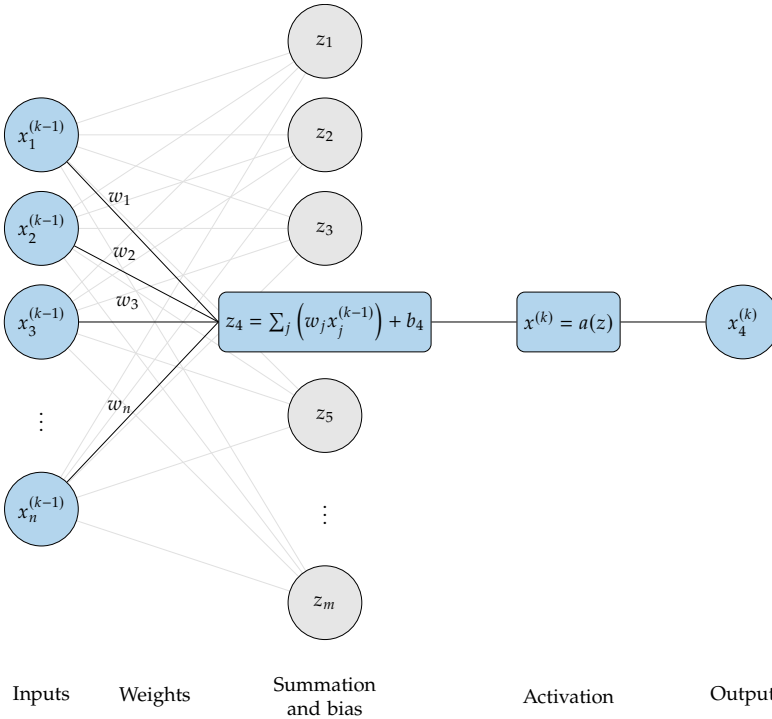 z₁
x₁⁽ᵏ⁻¹⁾
z₂
w₁
x₂⁽ᵏ⁻¹⁾
z₃
w₂
x₃⁽ᵏ⁻¹⁾
w₃
z₄ = ∑ⱼ (wⱼ xⱼ⁽ᵏ⁻¹⁾) + b₄
x⁽ᵏ⁾ = a(z)
x₄⁽ᵏ⁾
wₙ
⋮
z₅
xₙ⁽ᵏ⁻¹⁾
⋮
zₘ
Inputs
Weights
Summation
and bias
Activation
Output